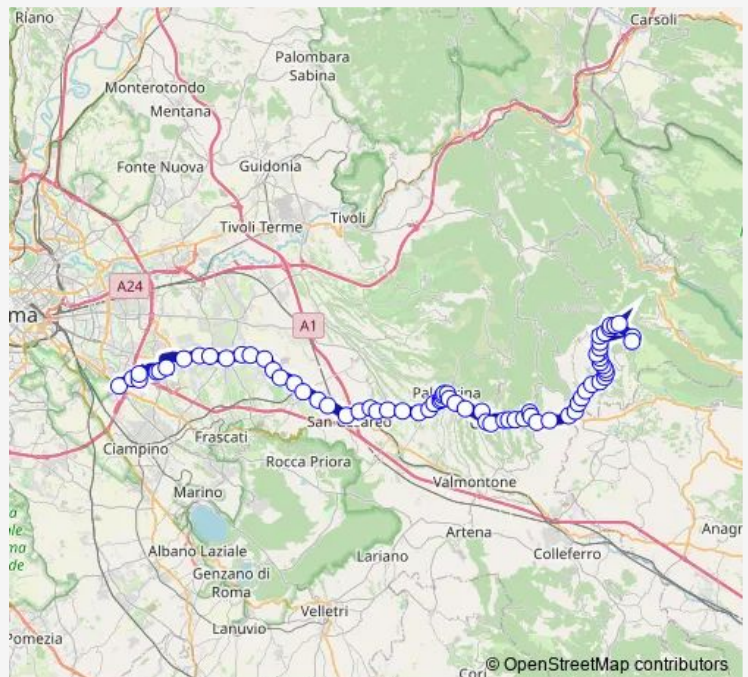 Riano
Carsoli
Palombara
Sabina
Monterotondo
Mentana
Fonte Nuova
Guidonia
Tivoli
Tivoli Terme
A24
ma
A1
Ciampino
Frascati
Rocca Priora
Marino
Valmontone
Artena
Anagn
Albano Laziale
Lariano
Colleferro
Genzano di
Roma
Velletri
Lanuvio
Pomezia
Cori
© OpenStreetMap contributors